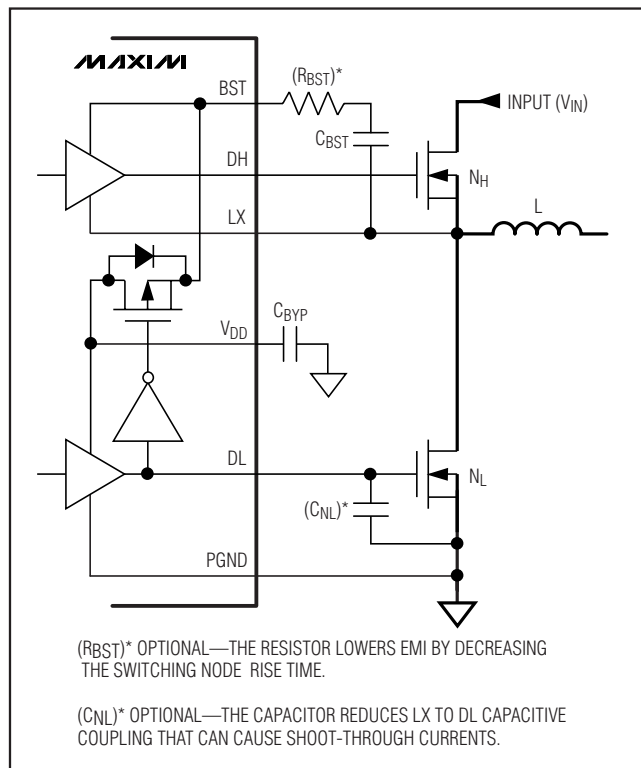 MAXIM
BST
(RBST)*
INPUT (VIN)
CBST
DH
NH
LX
L
VDD
CBYP
DL
NL
(CNL)*
PGND
(RBST)* OPTIONAL—THE RESISTOR LOWERS EMI BY DECREASING
THE SWITCHING NODE RISE TIME.
(CNL)* OPTIONAL—THE CAPACITOR REDUCES LX TO DL CAPACITIVE
COUPLING THAT CAN CAUSE SHOOT-THROUGH CURRENTS.